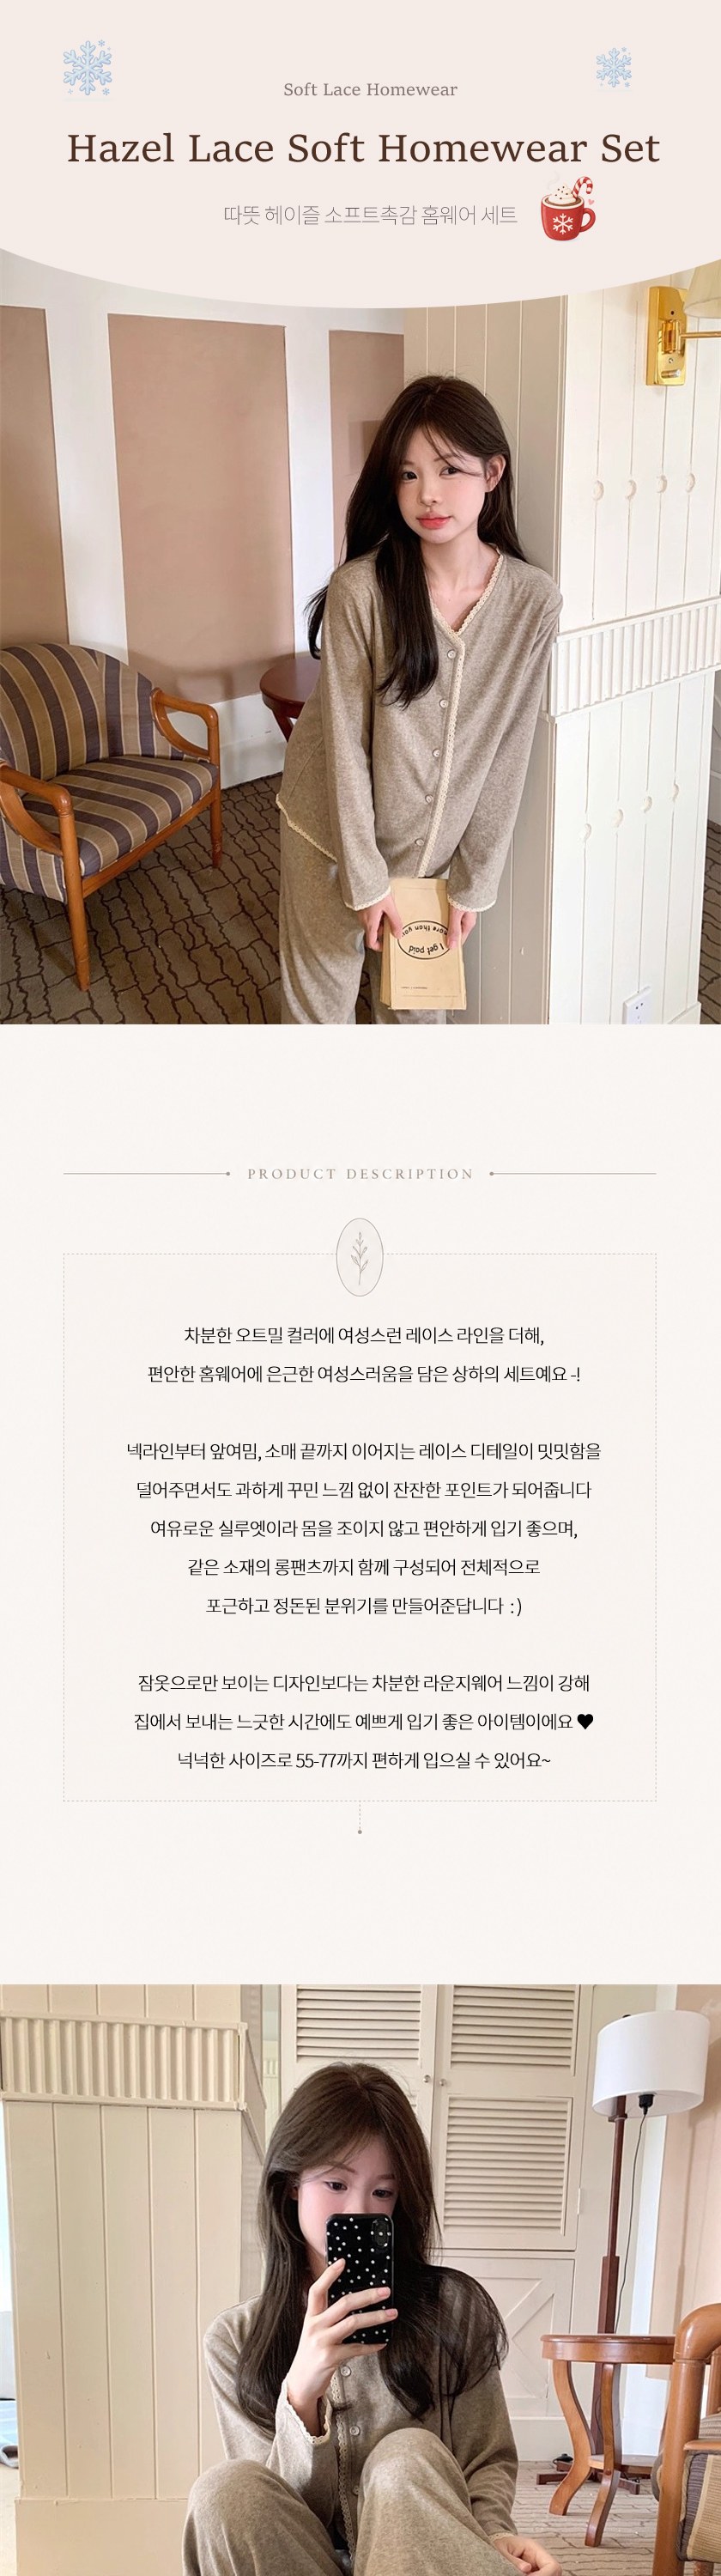 Soft Lace Homewear
Hazel Lace Soft Homewear Set
따뜻 헤이즐 소프트촉감 홈웨어 세트
I get paid
more than you
PRODUCT DESCRIPTION
차분한 오트밀 컬러에 여성스런 레이스 라인을 더해,
편안한 홈웨어에 은근한 여성스러움을 담은 상하의 세트예요 -!
넥라인부터 앞여밈, 소매 끝까지 이어지는 레이스 디테일이 밋밋함을
덜어주면서도 과하게 꾸민 느낌 없이 잔잔한 포인트가 되어줍니다
여유로운 실루엣이라 몸을 조이지 않고 편안하게 입기 좋으며,
같은 소재의 롱팬츠까지 함께 구성되어 전체적으로
포근하고 정돈된 분위기를 만들어준답니다 :)
잠옷으로만 보이는 디자인보다는 차분한 라운지웨어 느낌이 강해
집에서 보내는 느긋한 시간에도 예쁘게 입기 좋은 아이템이에요 ♥
넉넉한 사이즈로 55-77까지 편하게 입으실 수 있어요~